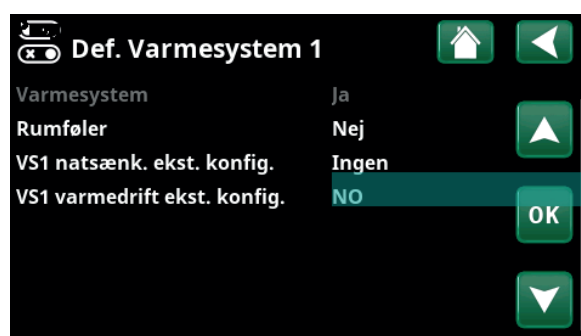 Def. Varmesystem 1
Varmesystem Ja
Rumføler Nej
VS1 natsænk. ekst. konfig. Ingen
VS1 varmedrift ekst. konfig. NO
OK